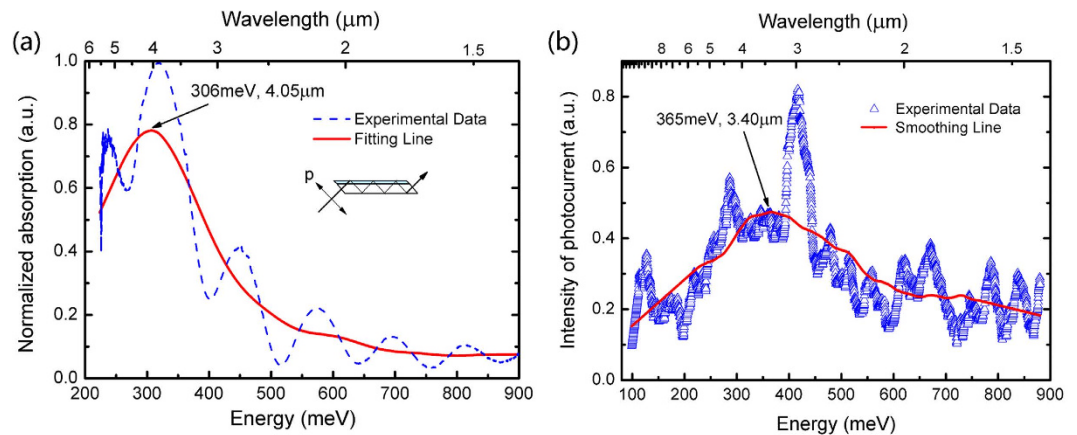 (a)
Wavelength (μm)
6 5 4 3 2 1.5
1.0
0.8
0.6
0.4
0.2
0.0
Normalized absorption (a.u.)
306meV, 4.05μm
Experimental Data
Fitting Line
p
200 300 400 500 600 700 800 900
Energy (meV)
(b)
Wavelength (μm)
8 6 5 4 3 2 1.5
0.8
0.6
0.4
0.2
0.0
Intensity of photocurrent (a.u.)
365meV, 3.40μm
Experimental Data
Smoothing Line
100 200 300 400 500 600 700 800 900
Energy (meV)